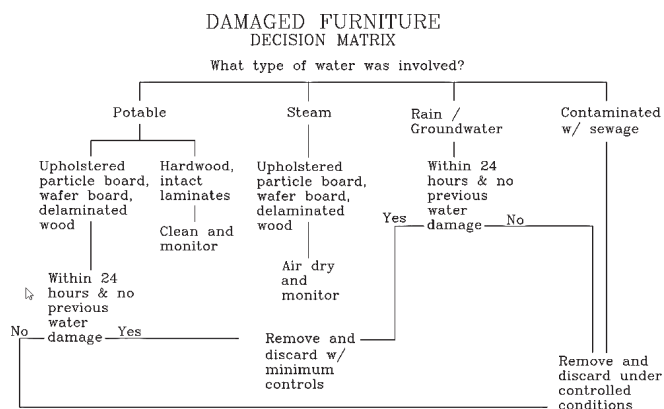 DAMAGED FURNITURE
DECISION MATRIX
What type of water was involved?
Potable
Steam
Rain /
Groundwater
Contaminated
w/ sewage
Upholstered
particle board,
wafer board,
delaminated
wood
Hardwood,
intact
laminates
Clean and
monitor
Upholstered
particle board,
wafer board,
delaminated
wood
Within 24
hours & no
previous
water
damage
Yes
No
Air dry
and
monitor
Within 24
hours & no
previous
water
damage
No
Yes
Remove and
discard w/
minimum
controls
Remove and
discard under
controlled
conditions